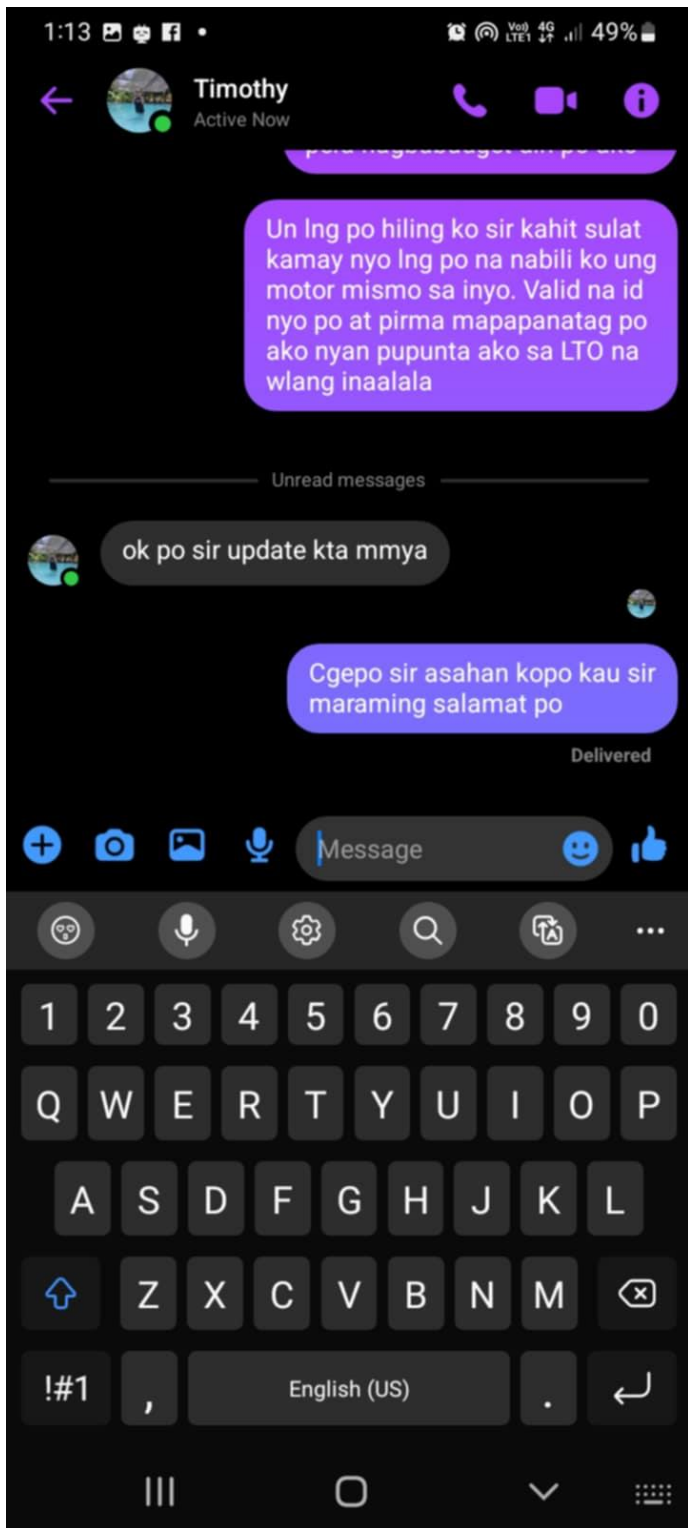 1:13
VoI) LTE1 4G 49%
Timothy
Active Now
Un lng po hiling ko sir kahit sulat
kamay nyo lng po na nabili ko ung
motor mismo sa inyo. Valid na id
nyo po at pirma mapapanatag po
ako nyan pupunta ako sa LTO na
wlang inaalala
Unread messages
ok po sir update kta mmya
Cgepo sir asahan kopo kau sir
maraming salamat po
Delivered
Message
1 2 3 4 5 6 7 8 9 0
Q W E R T Y U I O P
A S D F G H J K L
Z X C V B N M
!#1 , English (US) .